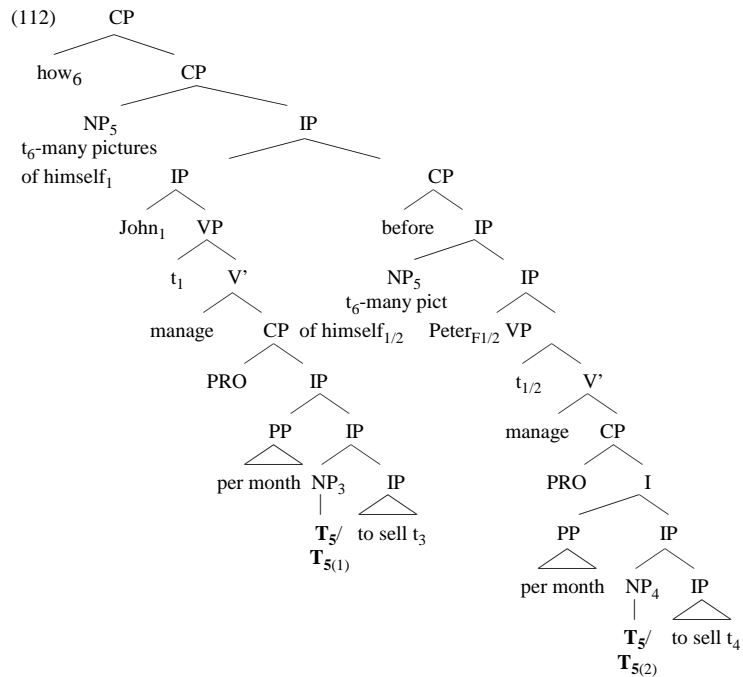 (112) CP
how6 CP
NP5 IP
t6-many pictures
of himself1 IP CP
John1 VP before IP
t1 V' NP5 IP
t6-many pict
manage CP of himself1/2 PeterF1/2 VP
PRO IP t1/2 V'
PP IP manage CP
per month NP3 IP PRO I
T5/ to sell t3 PP IP
T5(1)
per month NP4 IP
T5/ to sell t4
T5(2)